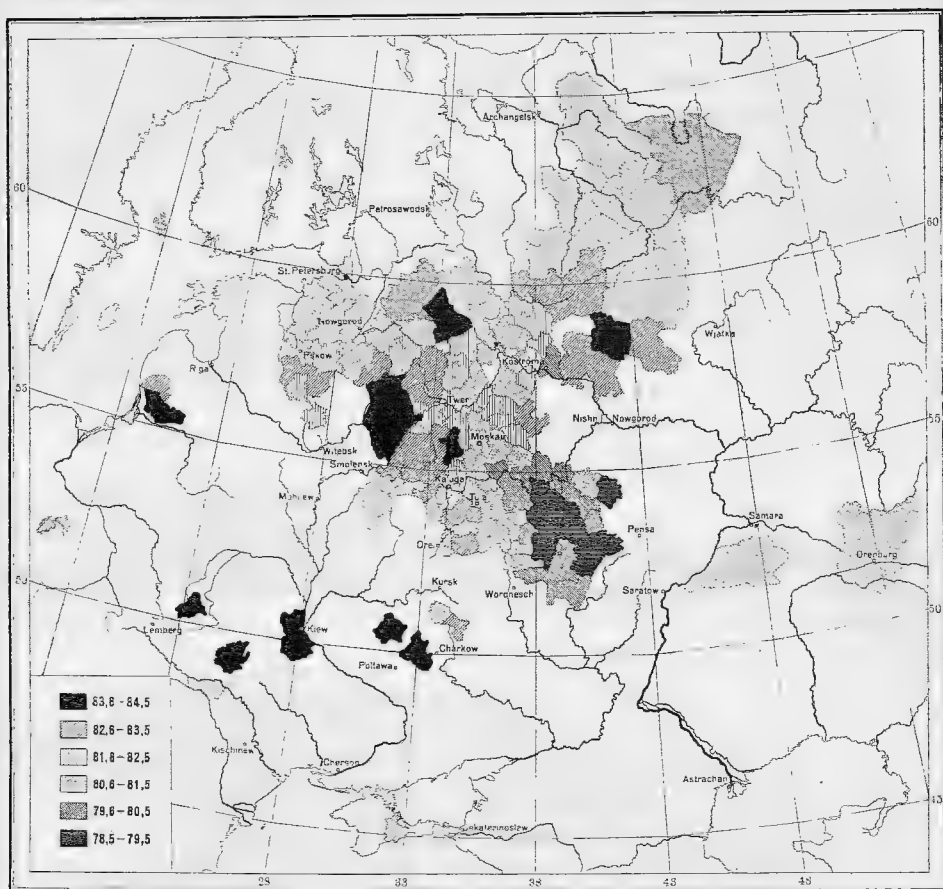 Archangelsk
60
Petrosawodsk
60
St. Petersburg
Nowgorod
Wjatka
Pskow
Kostroma
Riga
55
Twer
55
Nishn. Nowgorod
Moskau
Witebsk
Smolensk
Kaluga
Mohilew
Tula
Pensa
Samara
Orel
Orenburg
50
Kursk
Woronesch
Saratow
50
Lemberg
Kiew
Charkow
Poltawa
83,6 – 84,5
82,6 – 83,5
81,6 – 82,5
80,6 – 81,5
79,6 – 80,5
78,5 – 79,5
Kischinew
Cherson
Astrachan
45
Jekaterinoslaw
28
33
38
43
48